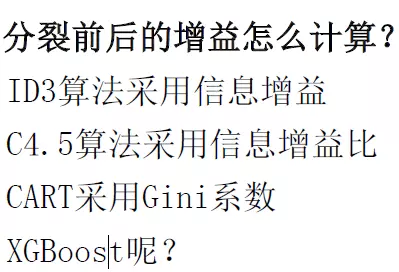 分裂前后的增益怎么计算？
ID3算法采用信息增益
C4.5算法采用信息增益比
CART采用Gini系数
XGBoost呢？